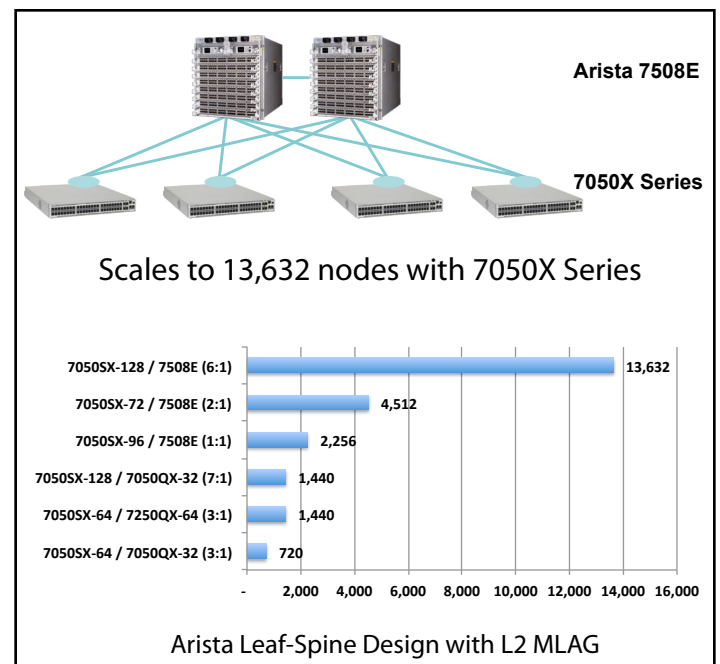 Arista 7508E
7050X Series
Scales to 13,632 nodes with 7050X Series
7050SX-128 / 7508E (6:1)
13,632
7050SX-72 / 7508E (2:1)
4,512
7050SX-96 / 7508E (1:1)
2,256
7050SX-128 / 7050QX-32 (7:1)
1,440
7050SX-64 / 7250QX-64 (3:1)
1,440
7050SX-64 / 7050QX-32 (3:1)
720
- 2,000 4,000 6,000 8,000 10,000 12,000 14,000 16,000
Arista Leaf-Spine Design with L2 MLAG